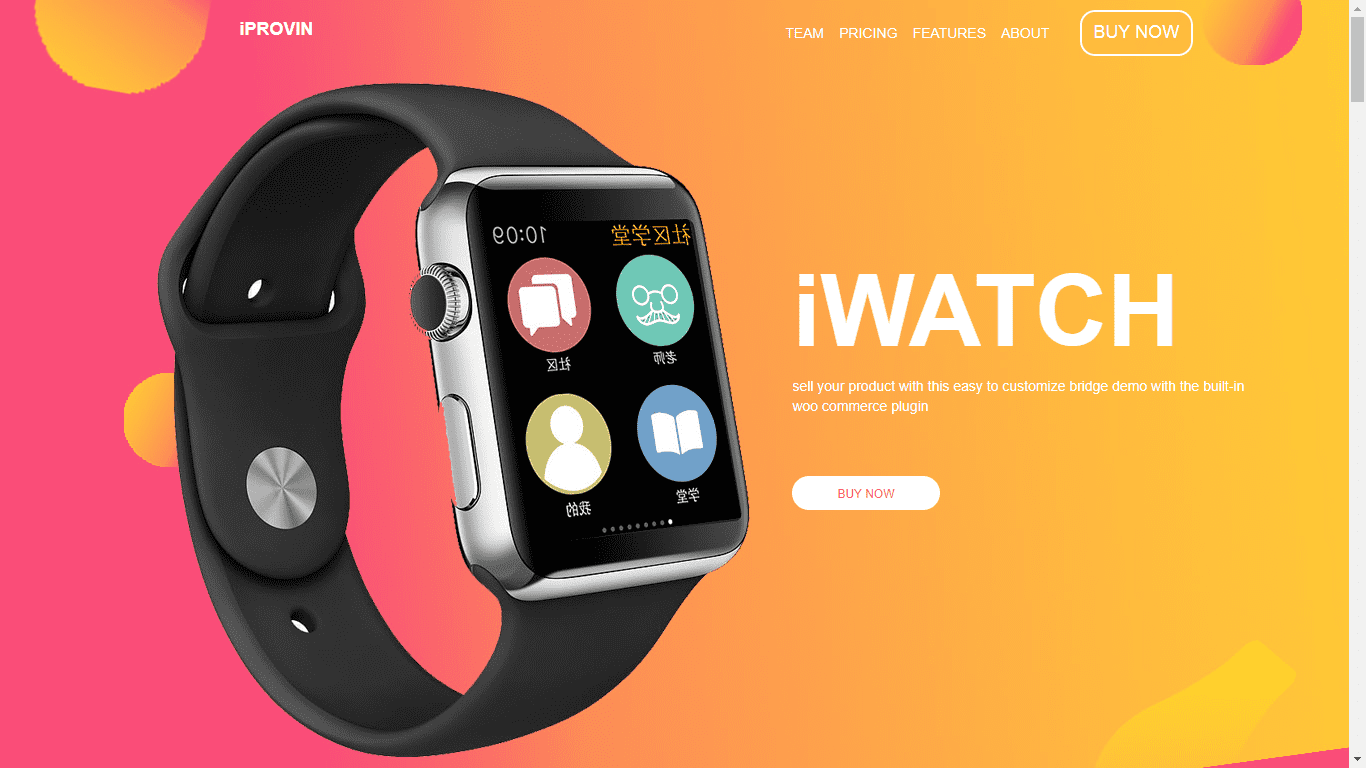 iPROVIN
TEAM PRICING FEATURES ABOUT BUY NOW
10:09 社区学堂
社区 老师
我的 学堂
iWATCH
sell your product with this easy to customize bridge demo with the built-in
woo commerce plugin
BUY NOW